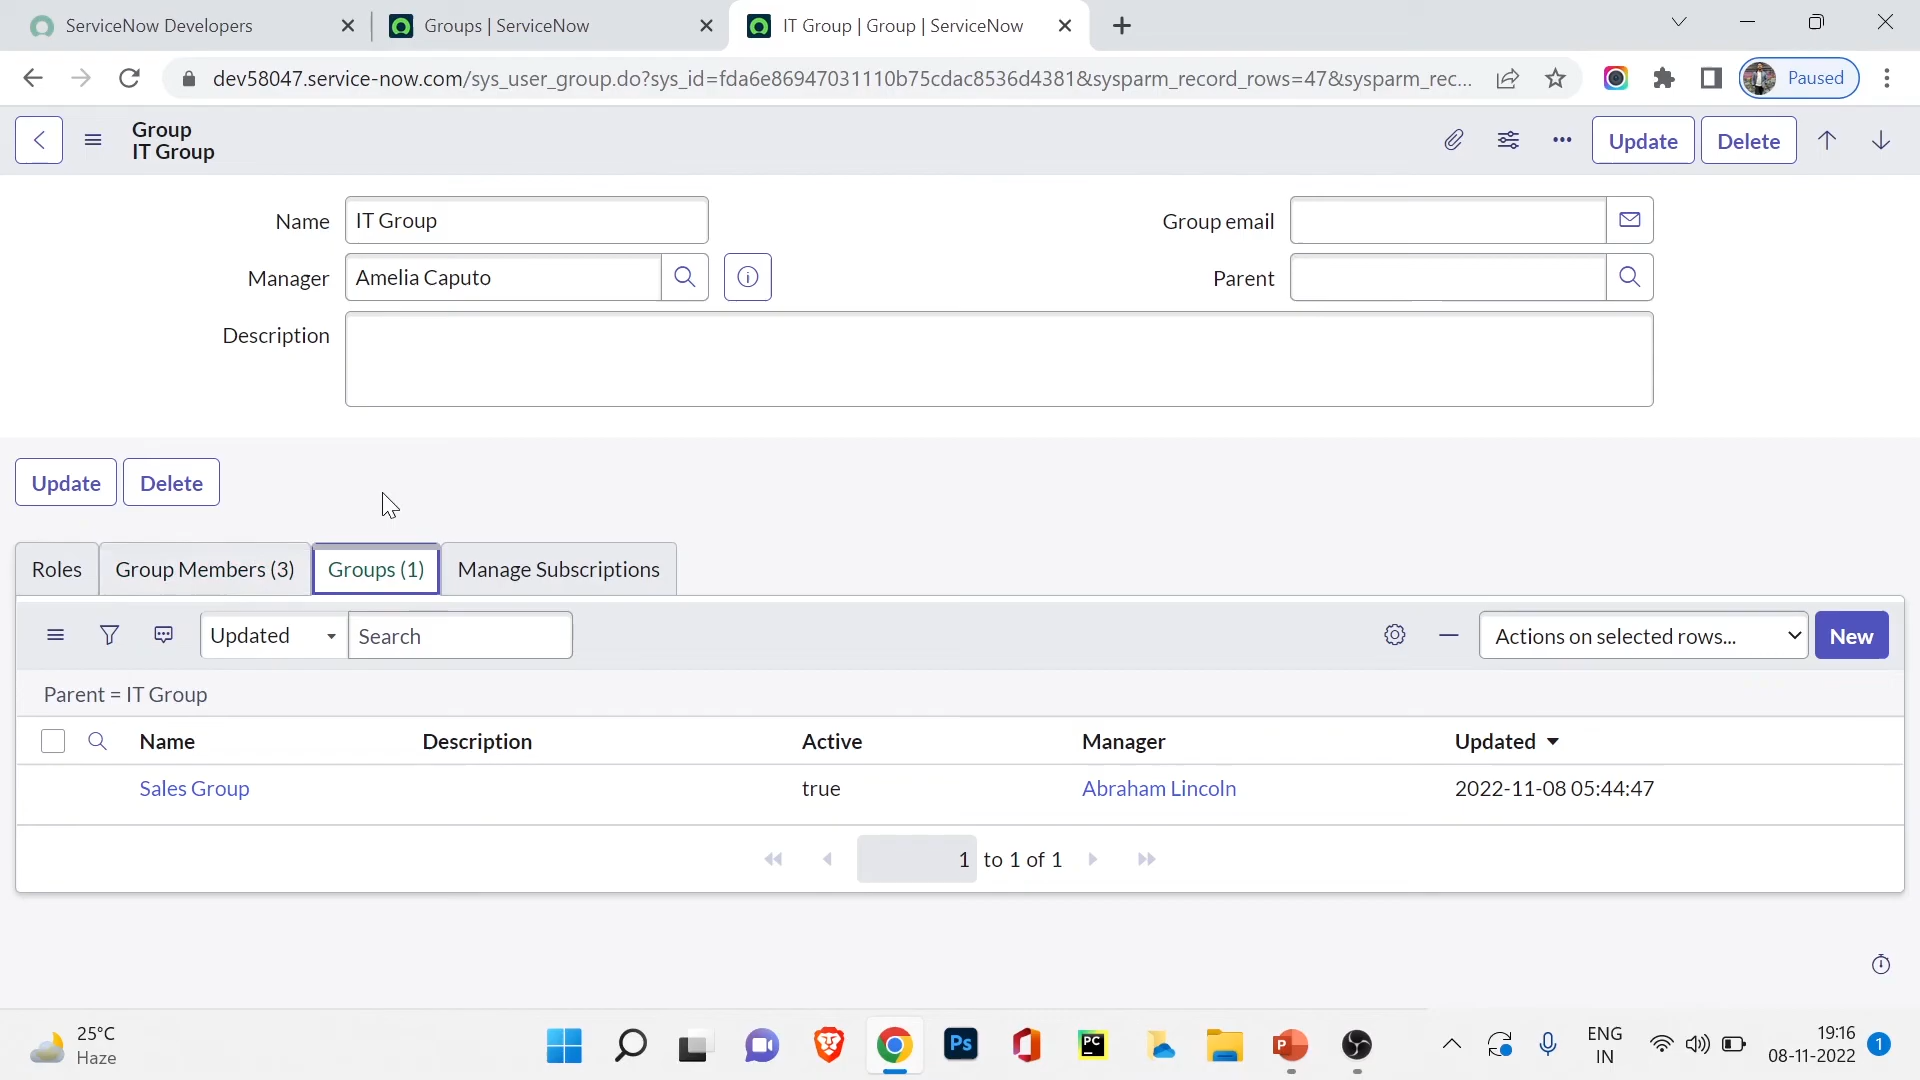 ServiceNow Developers
Groups | ServiceNow
IT Group | Group | ServiceNow
dev58047.service-now.com/sys_user_group.do?sys_id=fda6e86947031110b75cdac8536d4381&sysparm_record_rows=47&sysparm_rec...
Paused
Group
IT Group
Update
Delete
Name
IT Group
Group email
Manager
Amelia Caputo
Parent
Description
Update
Delete
Roles
Group Members (3)
Groups (1)
Manage Subscriptions
Updated
Search
Actions on selected rows...
New
Parent = IT Group
Name
Description
Active
Manager
Updated
Sales Group
true
Abraham Lincoln
2022-11-08 05:44:47
1 to 1 of 1
25°C
Haze
Ps
PC
P
ENG
IN
19:16
08-11-2022
1